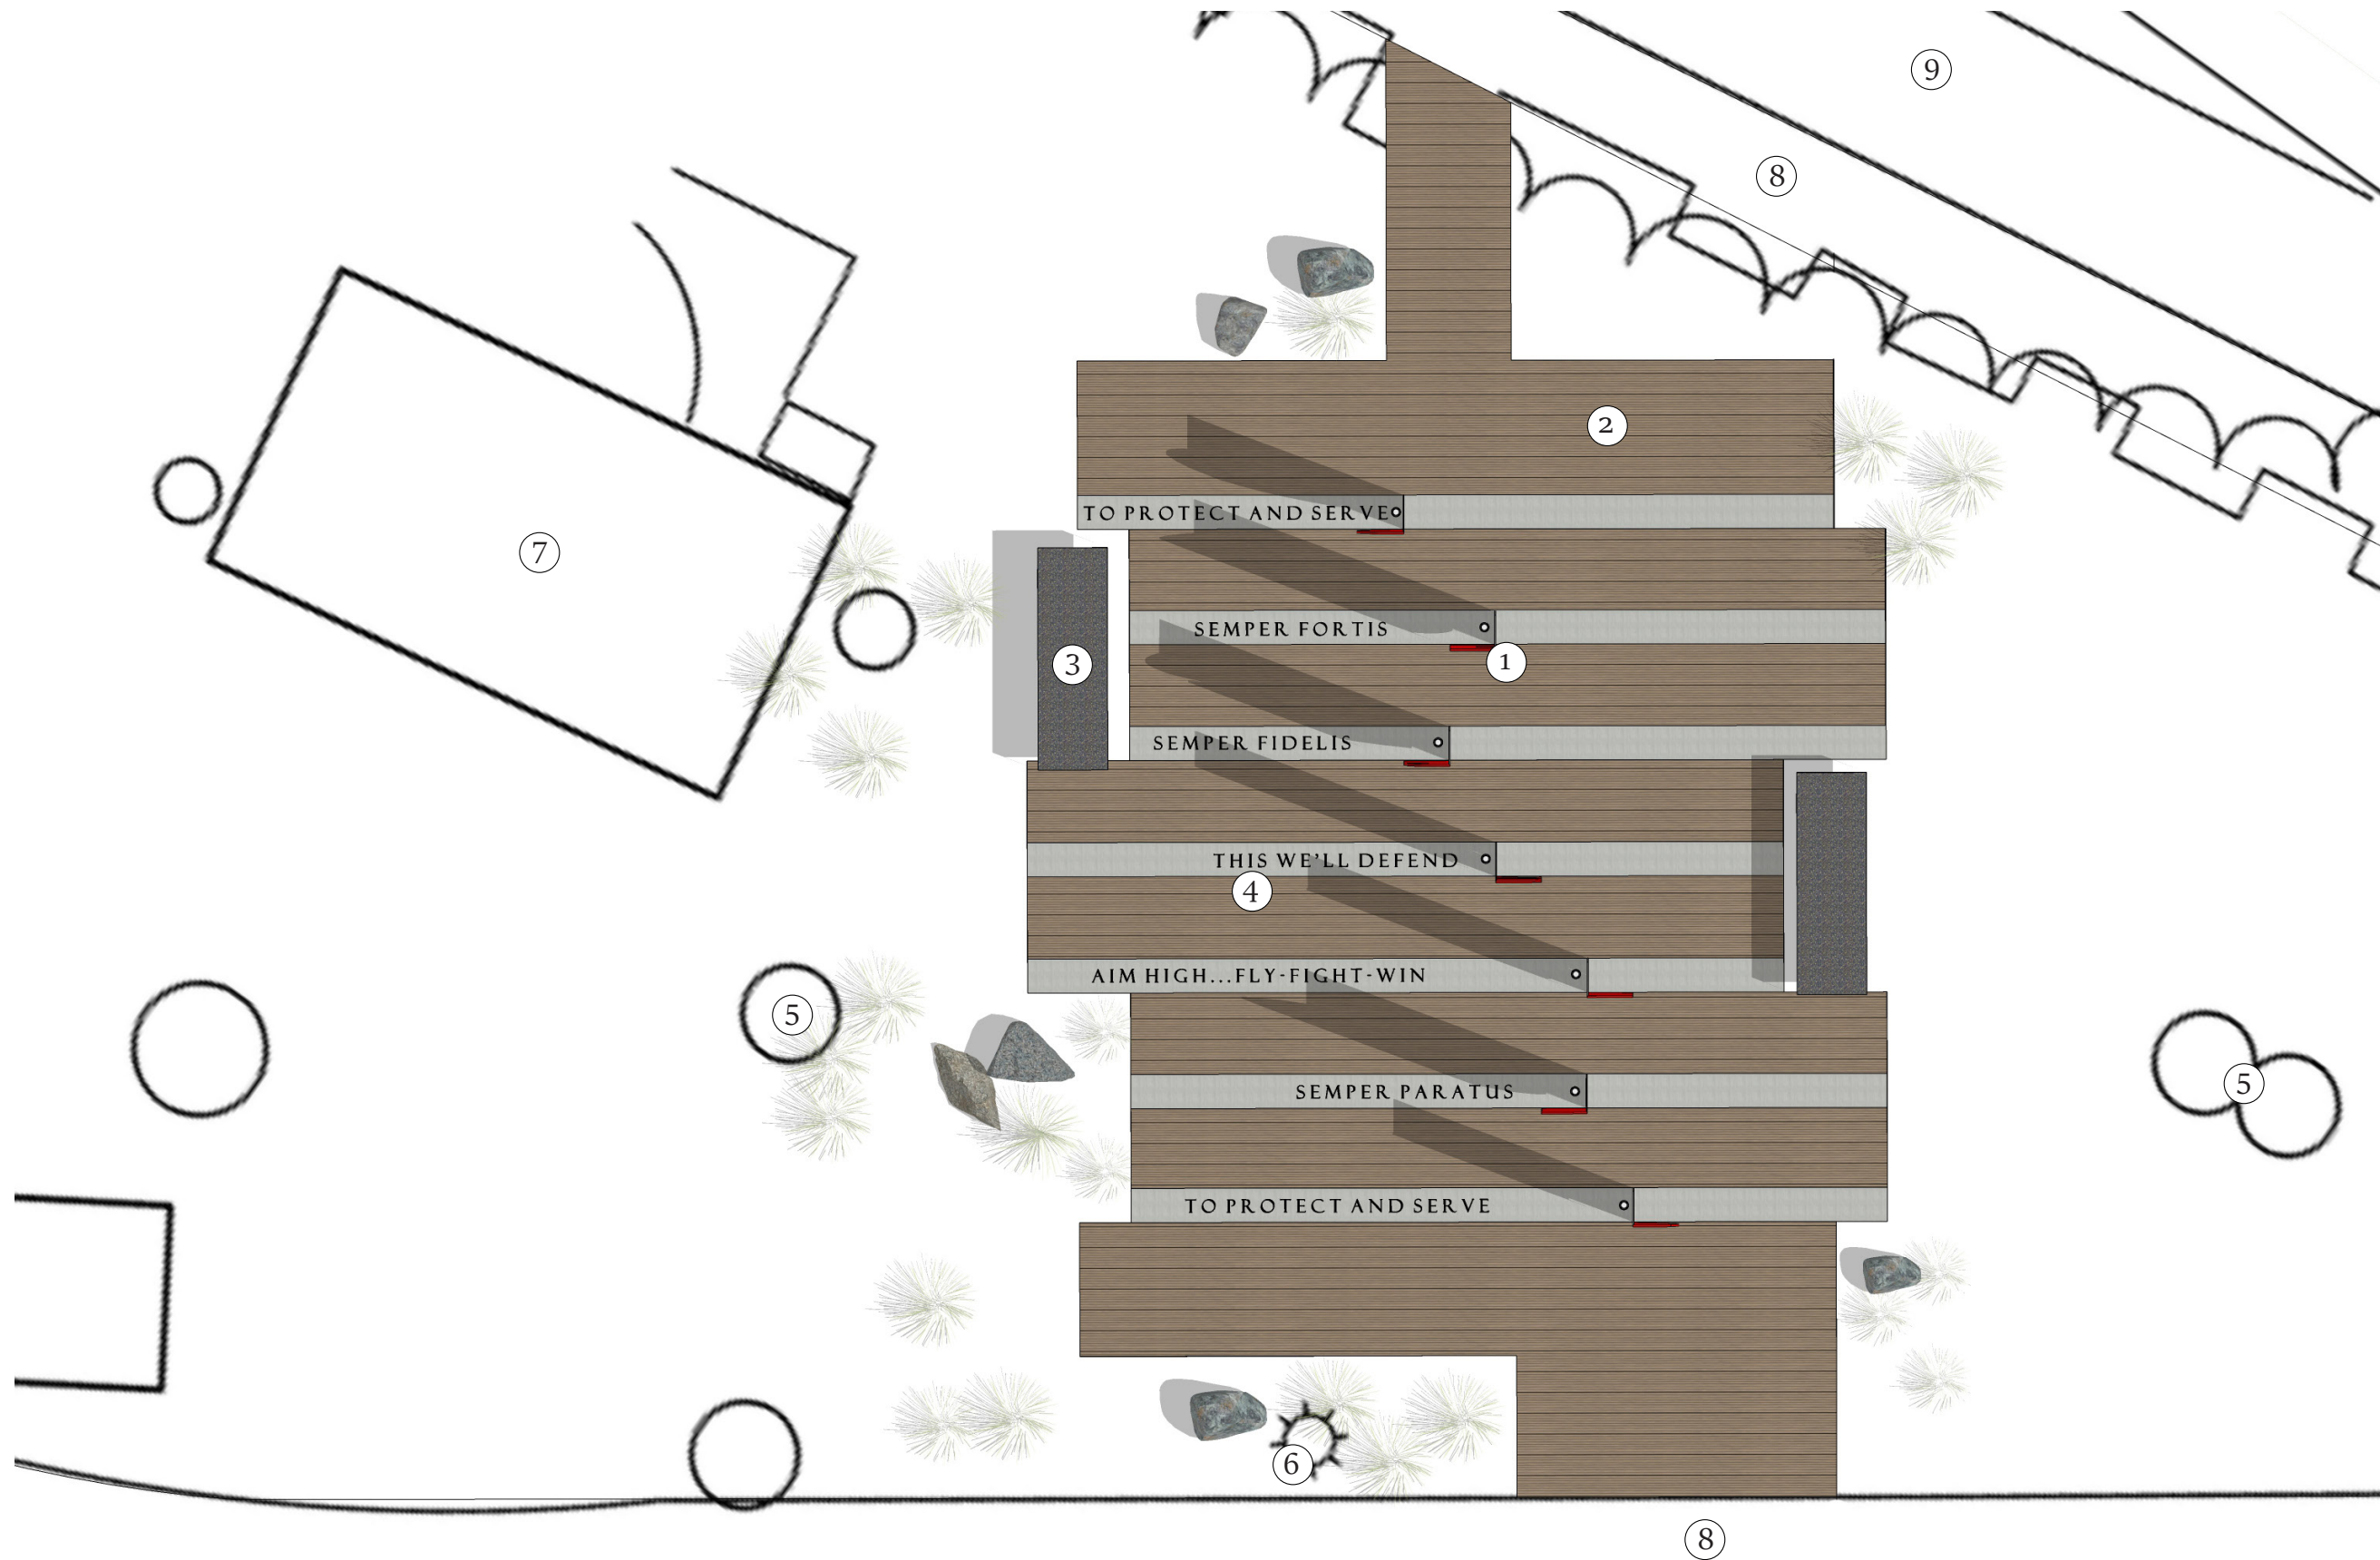 9
8
2
TO PROTECT AND SERVE
7
SEMPER FORTIS
1
3
SEMPER FIDELIS
THIS WE'LL DEFEND
4
AIM HIGH...FLY-FIGHT-WIN
5
5
SEMPER PARATUS
TO PROTECT AND SERVE
6
8